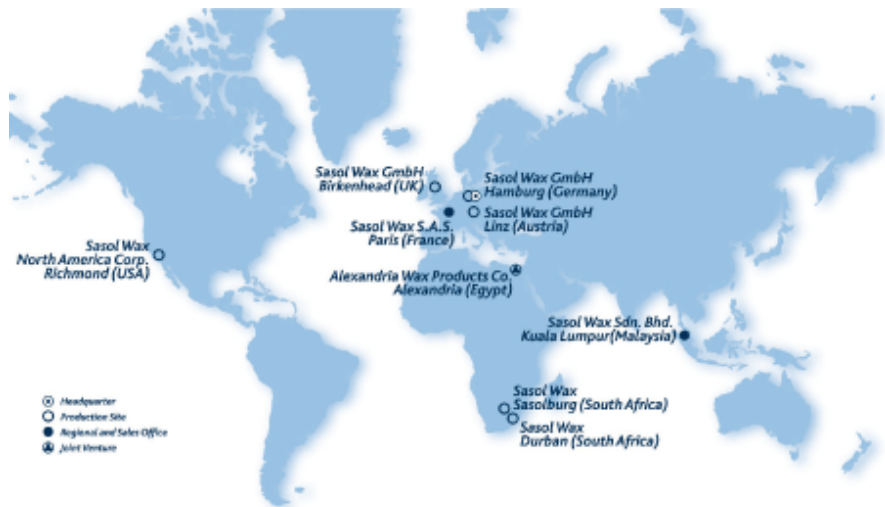 Sasol Wax GmbH
Birkenhead (UK)
Sasol Wax GmbH
Hamburg (Germany)
Sasol Wax S.A.S.
Paris (France)
Sasol Wax GmbH
Linz (Austria)
Sasol Wax
North America Corp.
Richmond (USA)
Alexandria Wax Products Co.
Alexandria (Egypt)
Sasol Wax Sdn. Bhd.
Kuala Lumpur(Malaysia)
Sasol Wax
Sasolburg (South Africa)
Sasol Wax
Durban (South Africa)
Headquarter
Production Site
Regional and Sales Office
Joint Venture